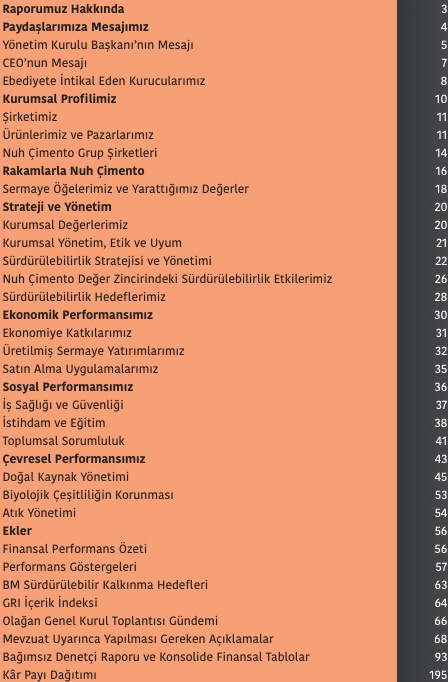 Raporumuz Hakkında 3
Paydaşlarımıza Mesajımız 4
Yönetim Kurulu Başkanı'nın Mesajı 5
CEO'nun Mesajı 7
Ebediyete İntikal Eden Kurucularımız 8
Kurumsal Profilimiz 10
Şirketimiz 11
Ürünlerimiz ve Pazarlarımız 11
Nuh Çimento Grup Şirketleri 14
Rakamlarla Nuh Çimento 16
Sermaye Öğelerimiz ve Yarattığımız Değerler 18
Strateji ve Yönetim 20
Kurumsal Değerlerimiz 20
Kurumsal Yönetim, Etik ve Uyum 21
Sürdürülebilirlik Stratejisi ve Yönetimi 22
Nuh Çimento Değer Zincirindeki Sürdürülebilirlik Etkilerimiz 26
Sürdürülebilirlik Hedeflerimiz 28
Ekonomik Performansımız 30
Ekonomiye Katkılarımız 31
Üretilmiş Sermaye Yatırımlarımız 32
Satın Alma Uygulamalarımız 35
Sosyal Performansımız 36
İş Sağlığı ve Güvenliği 37
İstihdam ve Eğitim 38
Toplumsal Sorumluluk 41
Çevresel Performansımız 43
Doğal Kaynak Yönetimi 45
Biyolojik Çeşitliliğin Korunması 53
Atık Yönetimi 54
Ekler 56
Finansal Performans Özeti 56
Performans Göstergeleri 57
BM Sürdürülebilir Kalkınma Hedefleri 63
GRI İçerik İndeksi 64
Olağan Genel Kurul Toplantısı Gündemi 66
Mevzuat Uyarınca Yapılması Gereken Açıklamalar 68
Bağımsız Denetçi Raporu ve Konsolide Finansal Tablolar 93
Kâr Payı Dağıtımı 195